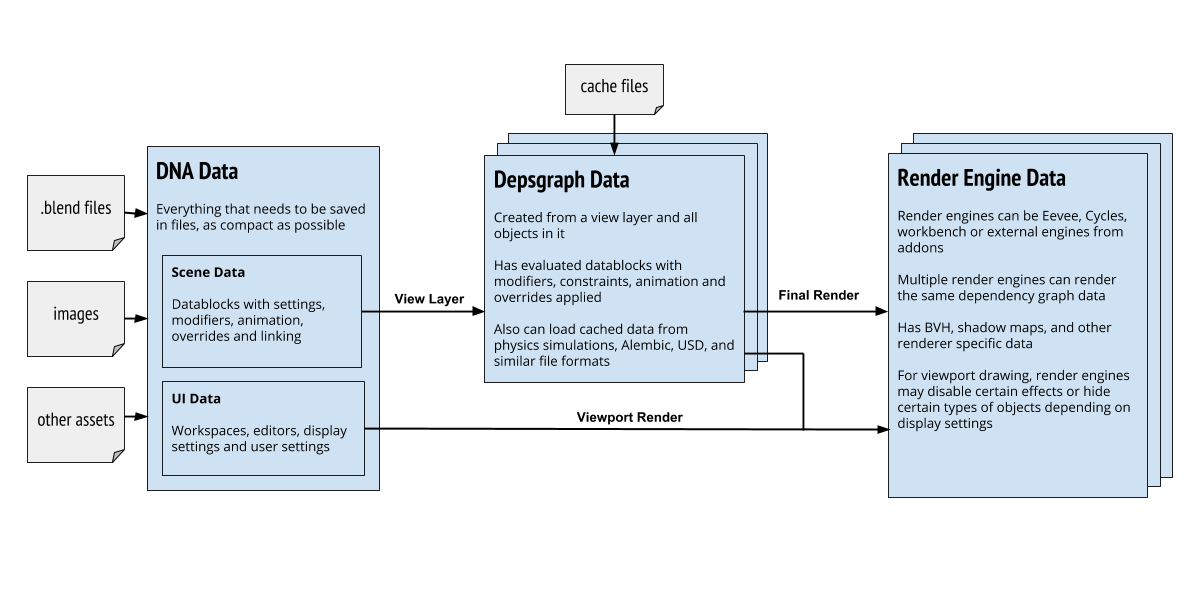 cache files
.blend files
images
other assets
DNA Data
Everything that needs to be saved
in files, as compact as possible
Scene Data
Datablocks with settings,
modifiers, animation,
overrides and linking
UI Data
Workspaces, editors, display
settings and user settings
View Layer
Depsgraph Data
Created from a view layer and all
objects in it
Has evaluated datablocks with
modifiers, constraints, animation and
overrides applied
Also can load cached data from
physics simulations, Alembic, USD, and
similar file formats
Final Render
Viewport Render
Render Engine Data
Render engines can be Eevee, Cycles,
workbench or external engines from
addons
Multiple render engines can render
the same dependency graph data
Has BVH, shadow maps, and other
renderer specific data
For viewport drawing, render engines
may disable certain effects or hide
certain types of objects depending on
display settings